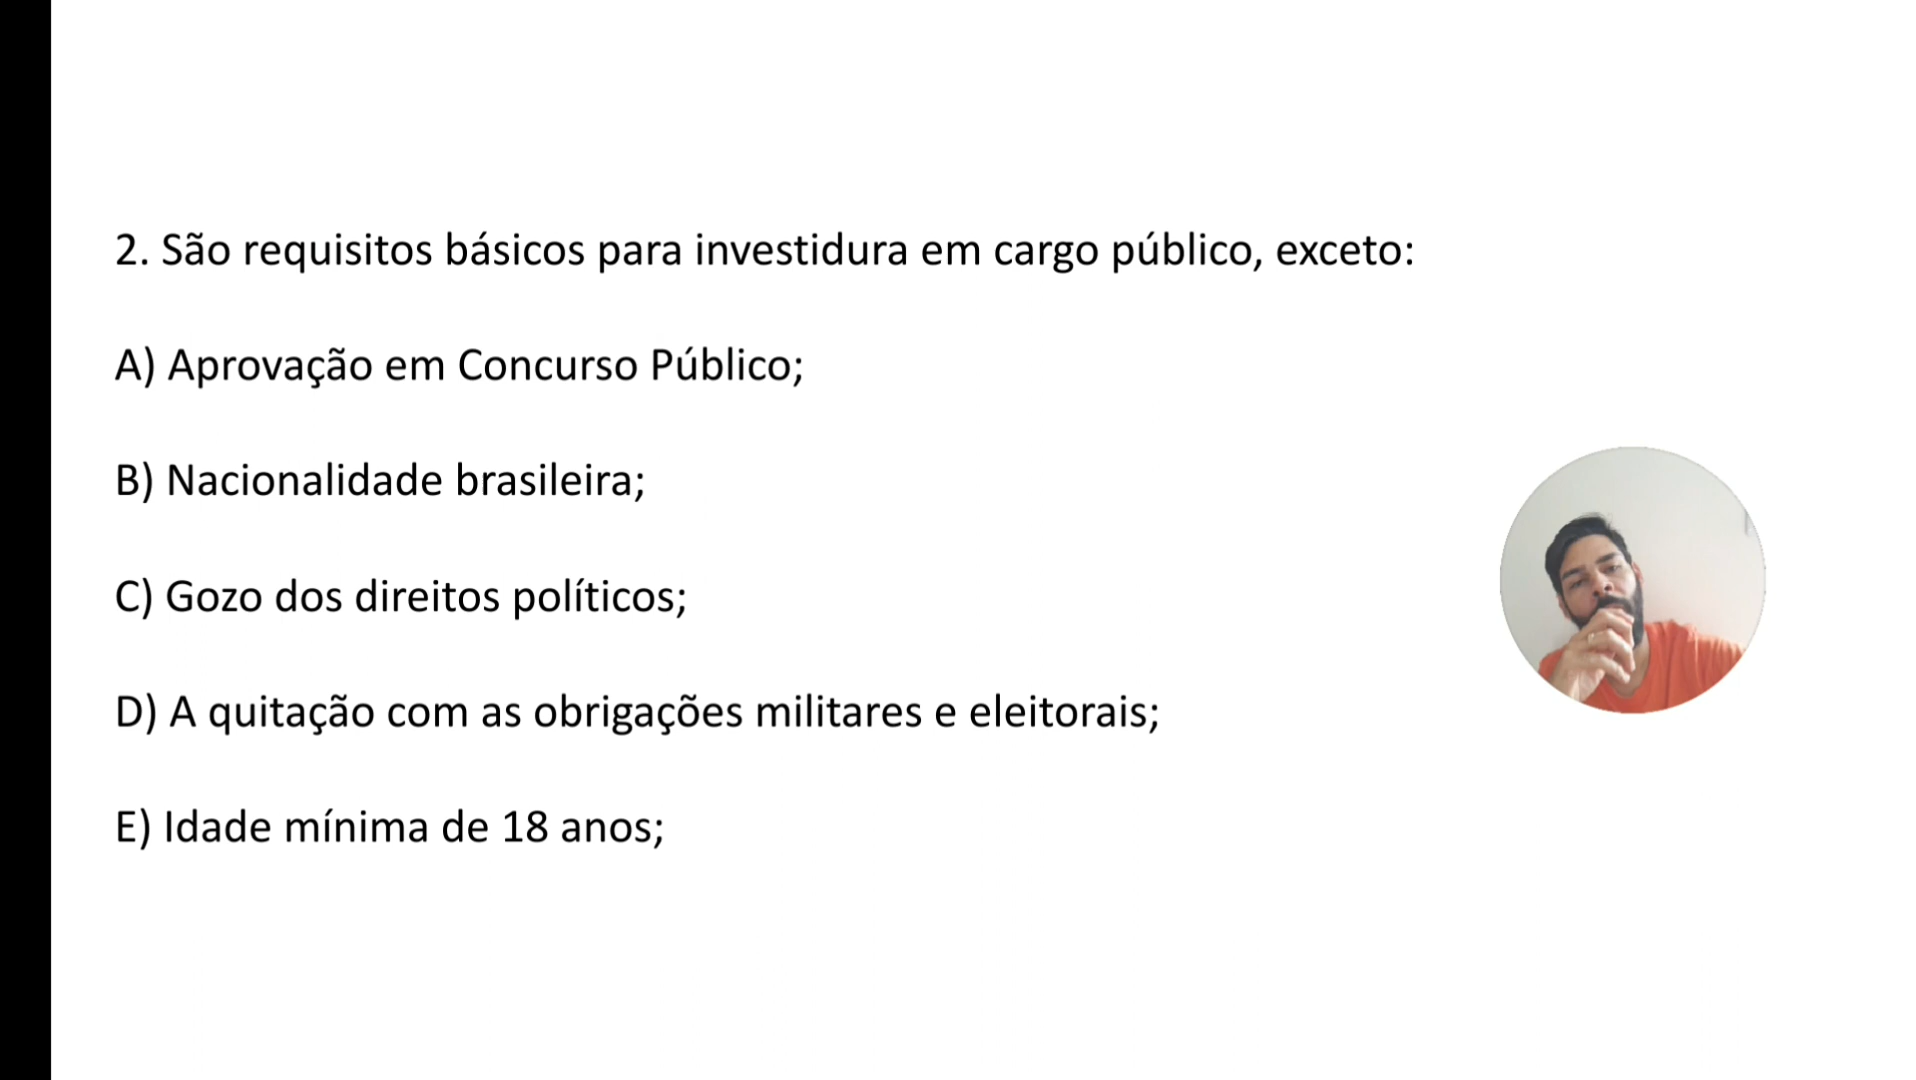 2. São requisitos básicos para investidura em cargo público, exceto:
A) Aprovação em Concurso Público;
B) Nacionalidade brasileira;
C) Gozo dos direitos políticos;
D) A quitação com as obrigações militares e eleitorais;
E) Idade mínima de 18 anos;